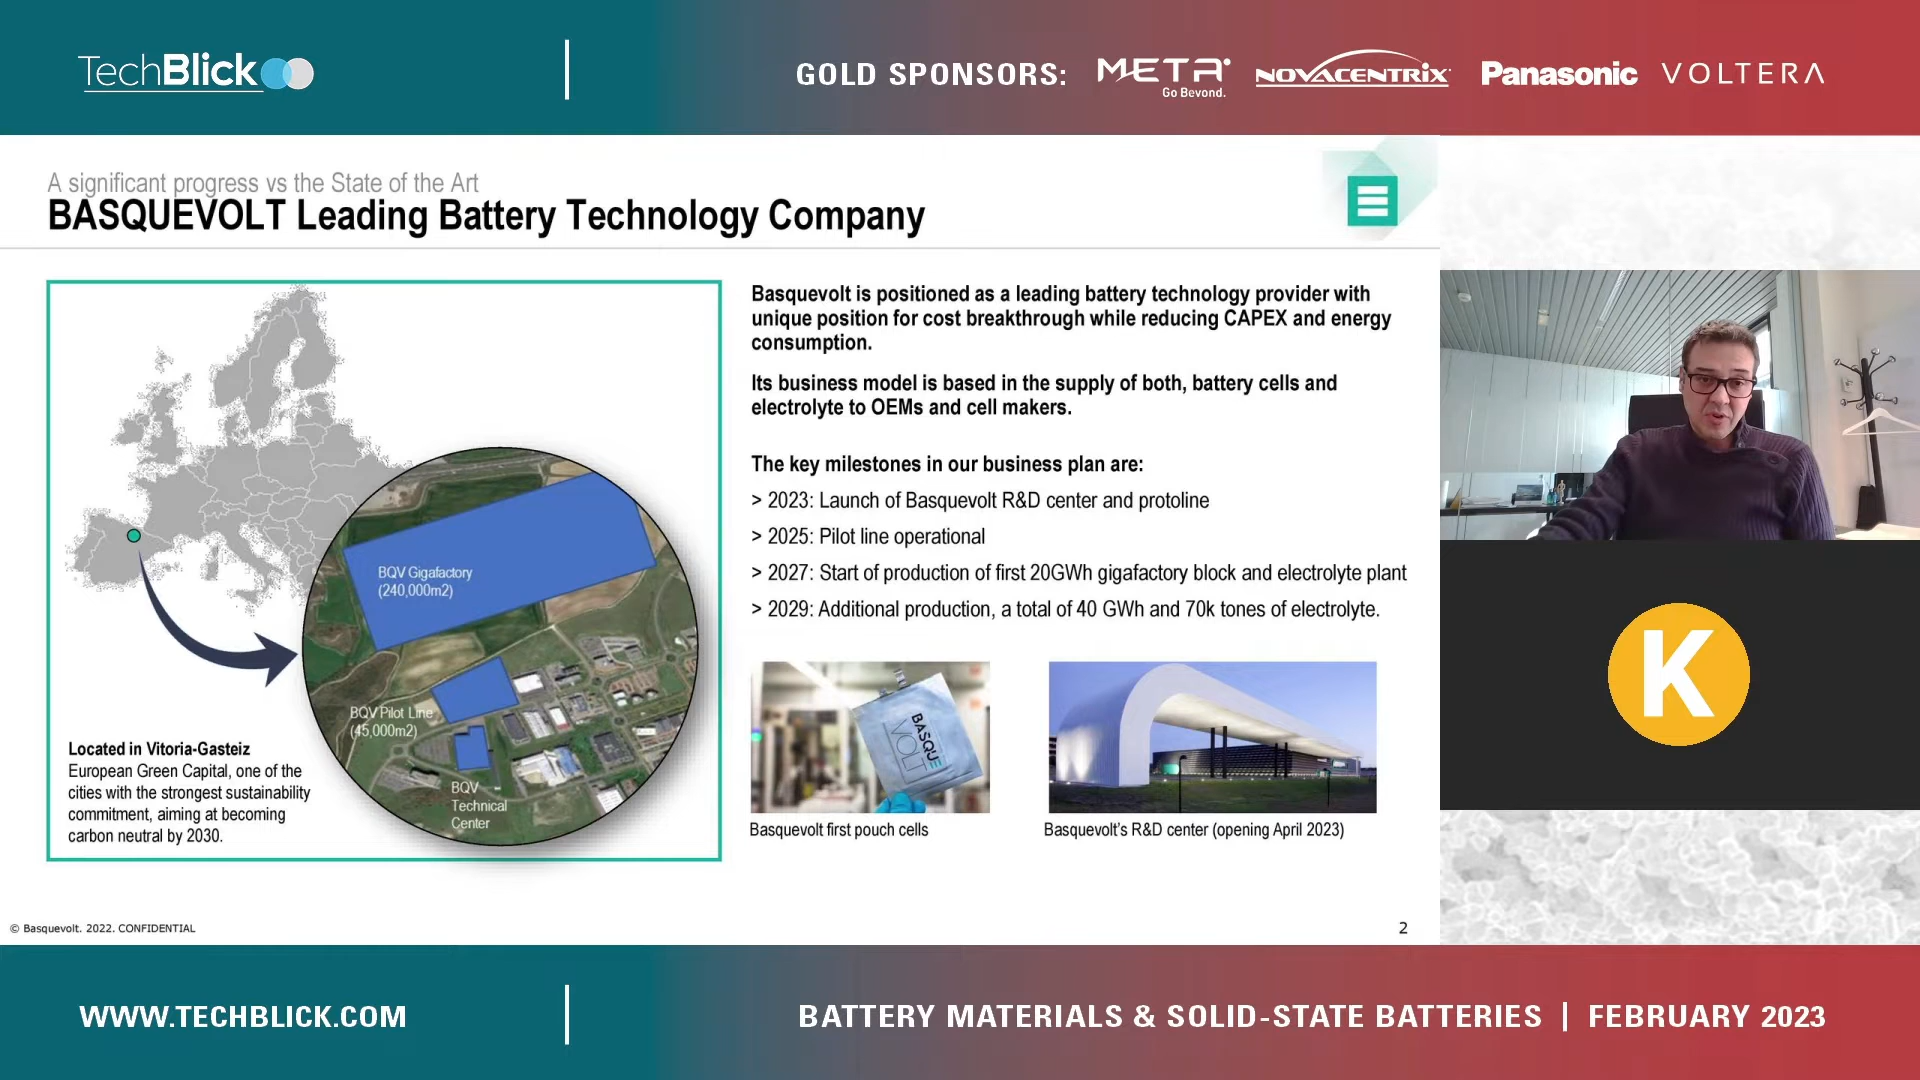 TechBlick
GOLD SPONSORS:
META
Go Beyond.
NOVACENTRIX
Panasonic
VOLTERA
A significant progress vs the State of the Art
BASQUEVOLT Leading Battery Technology Company
BQV Gigafactory
(240,000m2)
BQV Pilot Line
(45,000m2)
BQV
Technical
Center
Located in Vitoria-Gasteiz
European Green Capital, one of the
cities with the strongest sustainability
commitment, aiming at becoming
carbon neutral by 2030.
Basquevolt is positioned as a leading battery technology provider with
unique position for cost breakthrough while reducing CAPEX and energy
consumption.
Its business model is based in the supply of both, battery cells and
electrolyte to OEMs and cell makers.
The key milestones in our business plan are:
> 2023: Launch of Basquevolt R&D center and protoline
> 2025: Pilot line operational
> 2027: Start of production of first 20GWh gigafactory block and electrolyte plant
> 2029: Additional production, a total of 40 GWh and 70k tones of electrolyte.
BASQUE
VOLT
Basquevolt first pouch cells
Basquevolt's R&D center (opening April 2023)
K
© Basquevolt. 2022. CONFIDENTIAL
2
WWW.TECHBLICK.COM
BATTERY MATERIALS & SOLID-STATE BATTERIES | FEBRUARY 2023